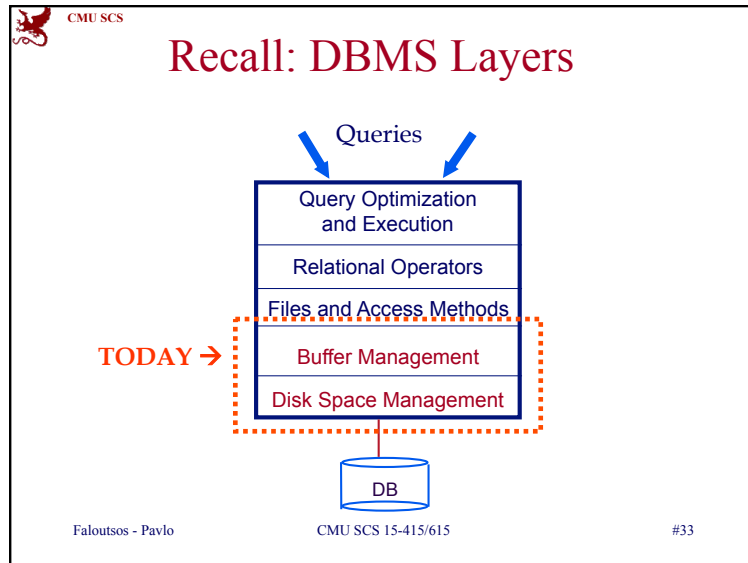 CMU SCS
Recall: DBMS Layers
Queries
Query Optimization
and Execution
Relational Operators
Files and Access Methods
TODAY →
Buffer Management
Disk Space Management
DB
Faloutsos - Pavlo
CMU SCS 15-415/615
#33